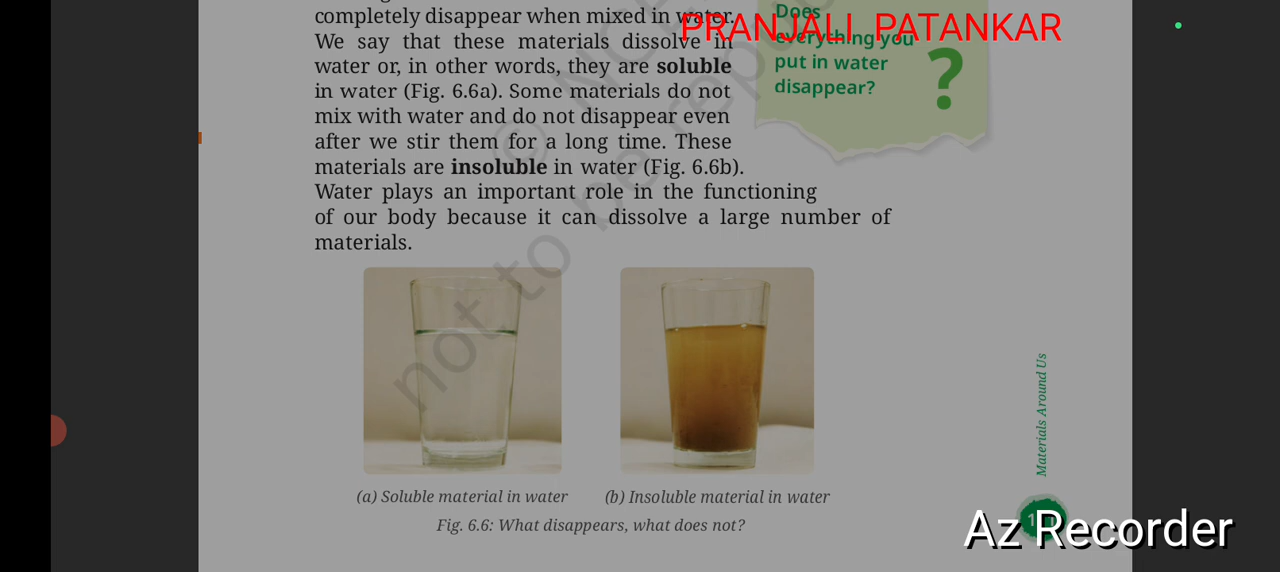 completely disappear when mixed in water.
We say that these materials dissolve in
water or, in other words, they are soluble
in water (Fig. 6.6a). Some materials do not
mix with water and do not disappear even
after we stir them for a long time. These
materials are insoluble in water (Fig. 6.6b).
Water plays an important role in the functioning
of our body because it can dissolve a large number of
materials.
Does
everything you
put in water
disappear?
?
PRANJALI PATANKAR
not to be
(a) Soluble material in water
(b) Insoluble material in water
Fig. 6.6: What disappears, what does not?
Materials Around Us
Az Recorder